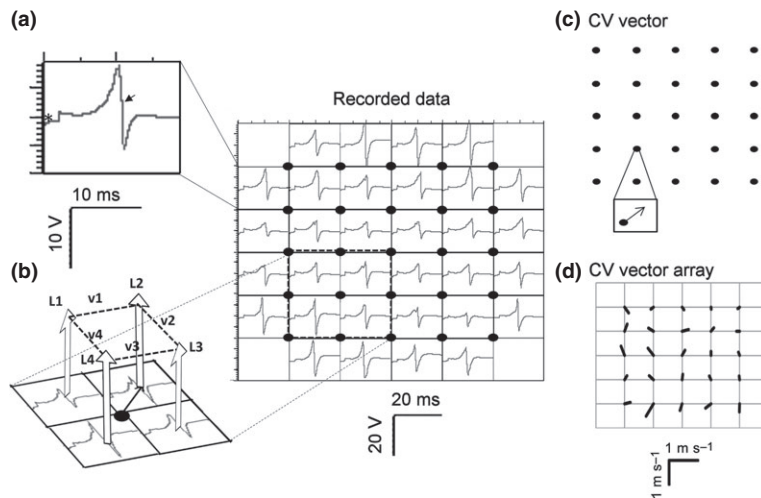 (a)
*
10 ms
10 V
(b)
L1
v1
L2
v4
v2
L4
v3
L3
Recorded data
20 ms
20 V
(c)
CV vector
(d)
CV vector array
1 m s⁻¹
1 m s⁻¹